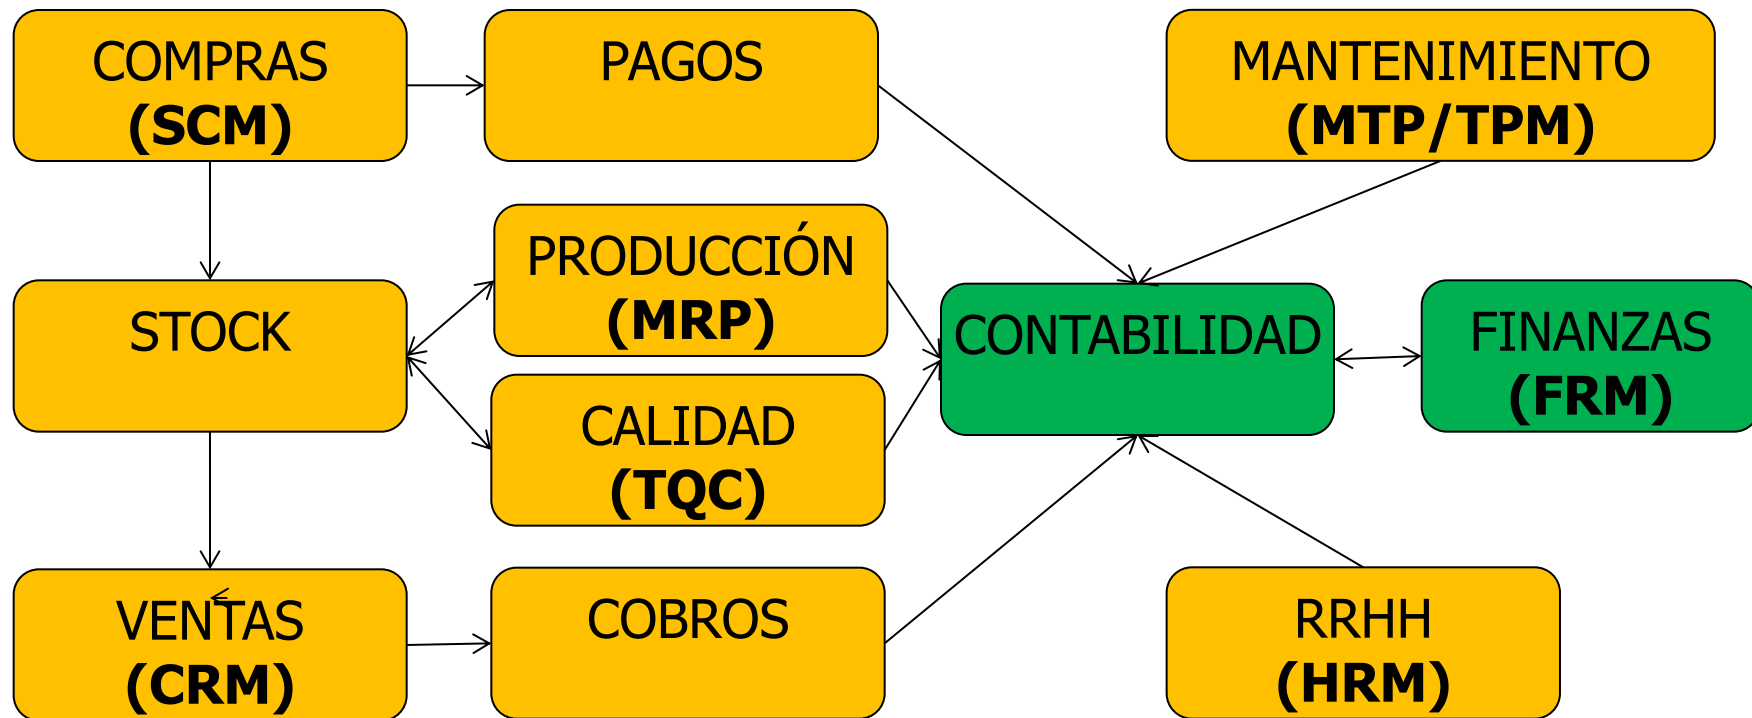 COMPRAS
(SCM)
PAGOS
MANTENIMIENTO
(MTP/TPM)
PRODUCCIÓN
(MRP)
STOCK
CONTABILIDAD
FINANZAS
(FRM)
CALIDAD
(TQC)
VENTAS
(CRM)
COBROS
RRHH
(HRM)